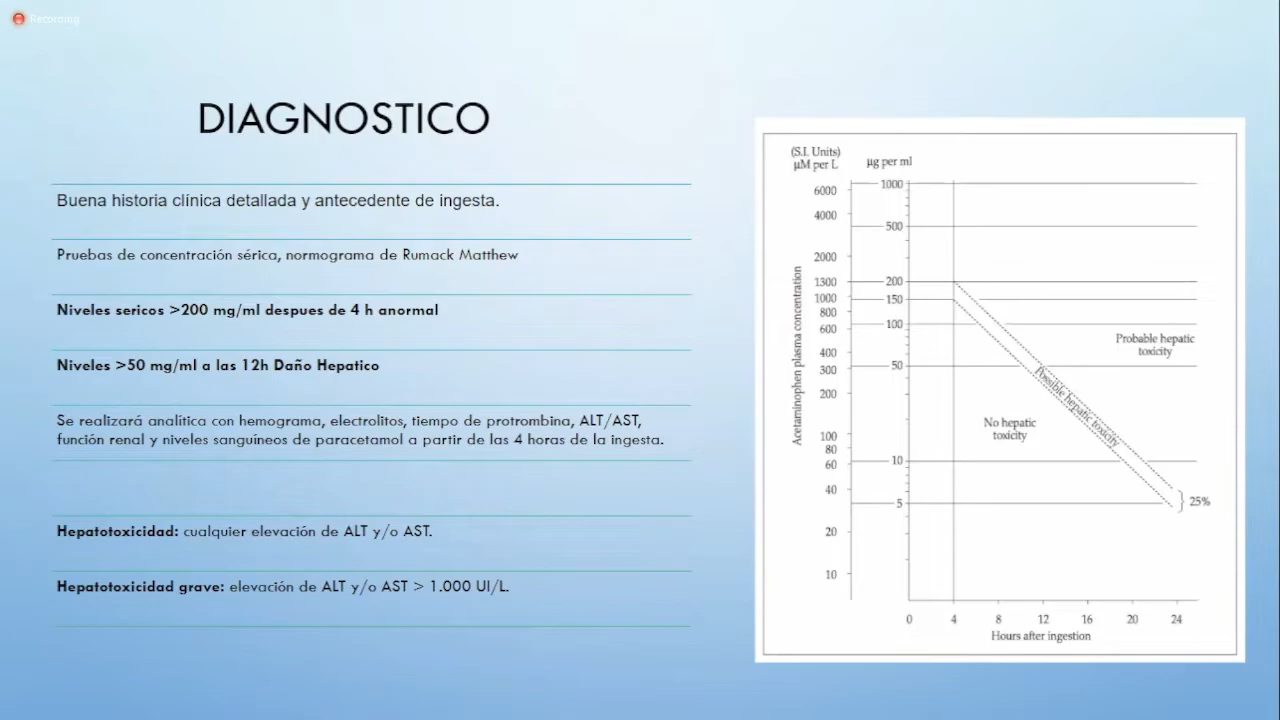 Recording
DIAGNOSTICO
Buena historia clínica detallada y antecedente de ingesta.
Pruebas de concentración sérica, normograma de Rumack Matthew
Niveles sericos >200 mg/ml despues de 4 h anormal
Niveles >50 mg/ml a las 12h Daño Hepatico
Se realizará analítica con hemograma, electrolitos, tiempo de protrombina, ALT/AST,
función renal y niveles sanguíneos de paracetamol a partir de las 4 horas de la ingesta.
Hepatotoxicidad: cualquier elevación de ALT y/o AST.
Hepatotoxicidad grave: elevación de ALT y/o AST > 1.000 UI/L.
(S.I. Units)
µM per L
µg per ml
6000
4000
2000
1300
1000
800
600
400
300
200
100
80
60
40
20
10
1000
500
200
150
100
50
10
5
Acetaminophen plasma concentration
Probable hepatic
toxicity
Possible hepatic toxicity
No hepatic
toxicity
25%
0 4 8 12 16 20 24
Hours after ingestion